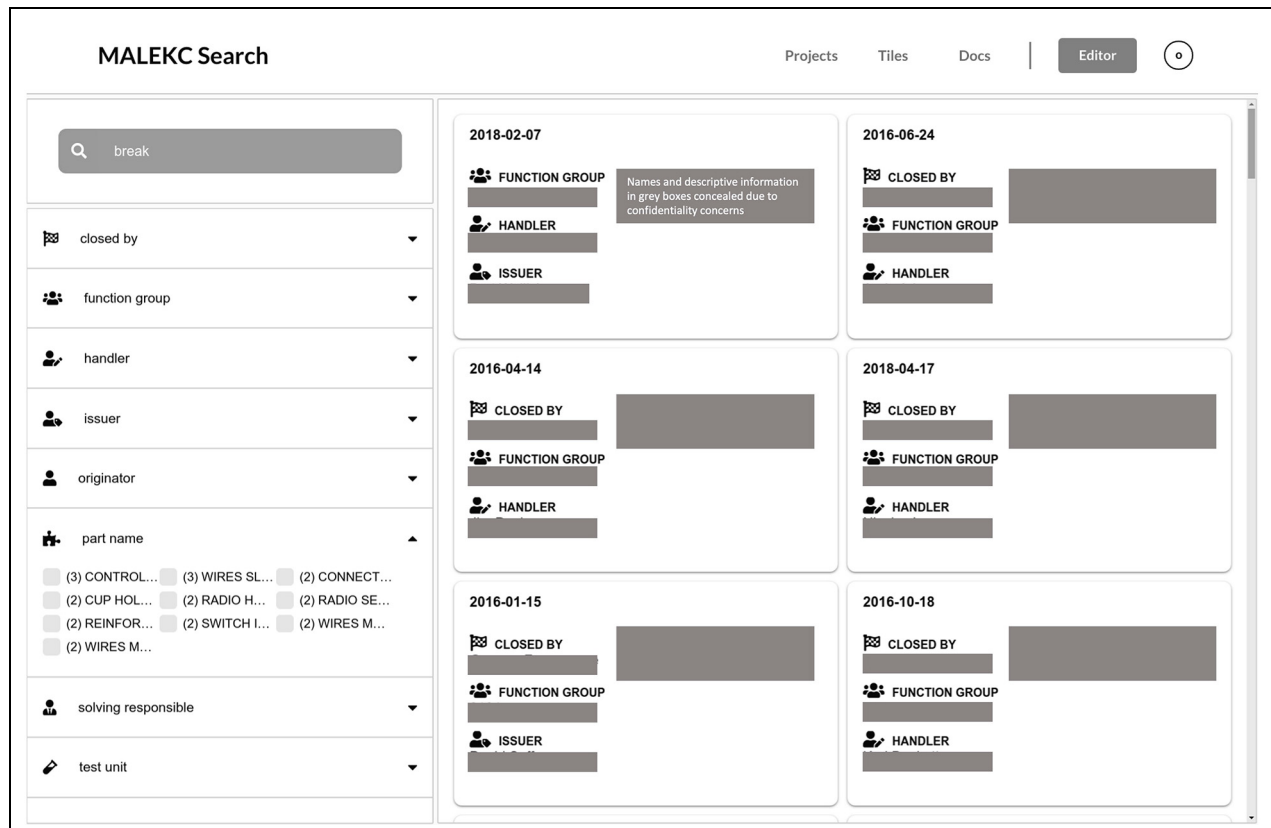 MALEKC Search
Projects
Tiles
Docs
Editor
o
break
closed by
function group
handler
issuer
originator
part name
(3) CONTROL...
(3) WIRES SL...
(2) CONNECT...
(2) CUP HOL...
(2) RADIO H...
(2) RADIO SE...
(2) REINFOR...
(2) SWITCH I...
(2) WIRES M...
(2) WIRES M...
solving responsible
test unit
2018-02-07
FUNCTION GROUP
HANDLER
ISSUER
Names and descriptive information
in grey boxes concealed due to
confidentiality concerns
2016-06-24
CLOSED BY
FUNCTION GROUP
HANDLER
2016-04-14
CLOSED BY
FUNCTION GROUP
HANDLER
2018-04-17
CLOSED BY
FUNCTION GROUP
HANDLER
2016-01-15
CLOSED BY
FUNCTION GROUP
ISSUER
2016-10-18
CLOSED BY
FUNCTION GROUP
HANDLER